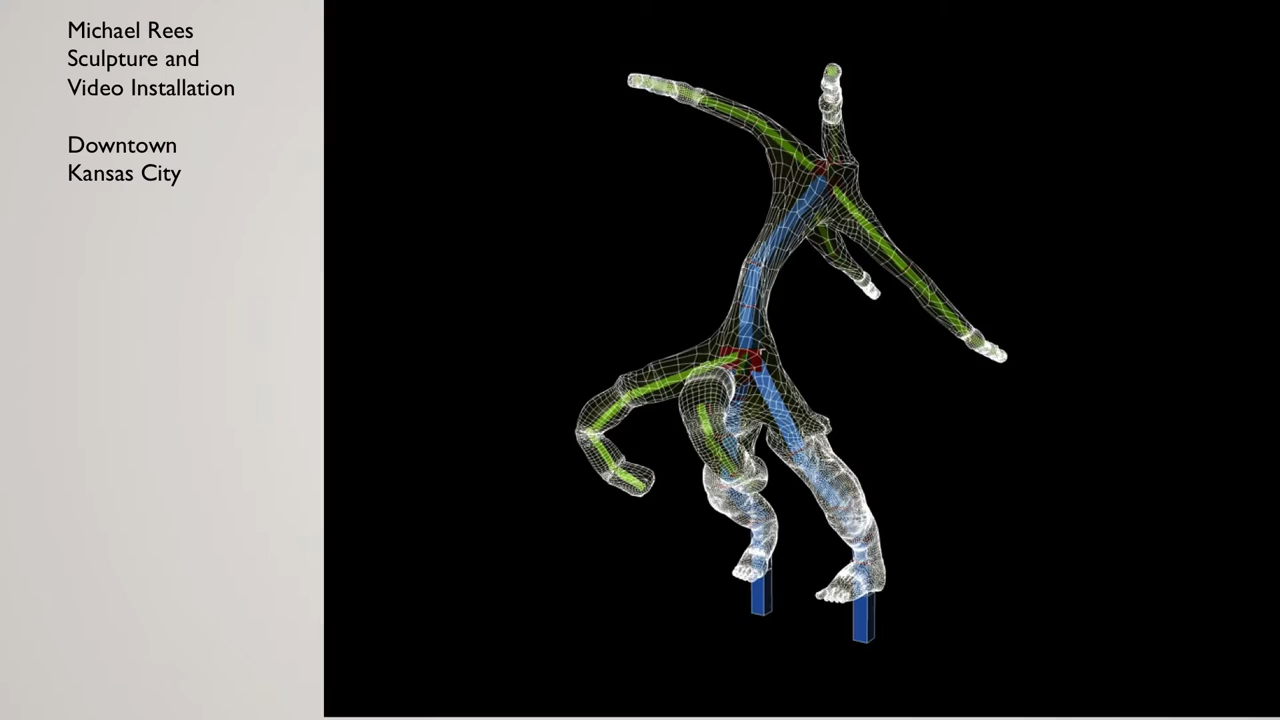 Michael Rees
Sculpture and
Video Installation
Downtown
Kansas City